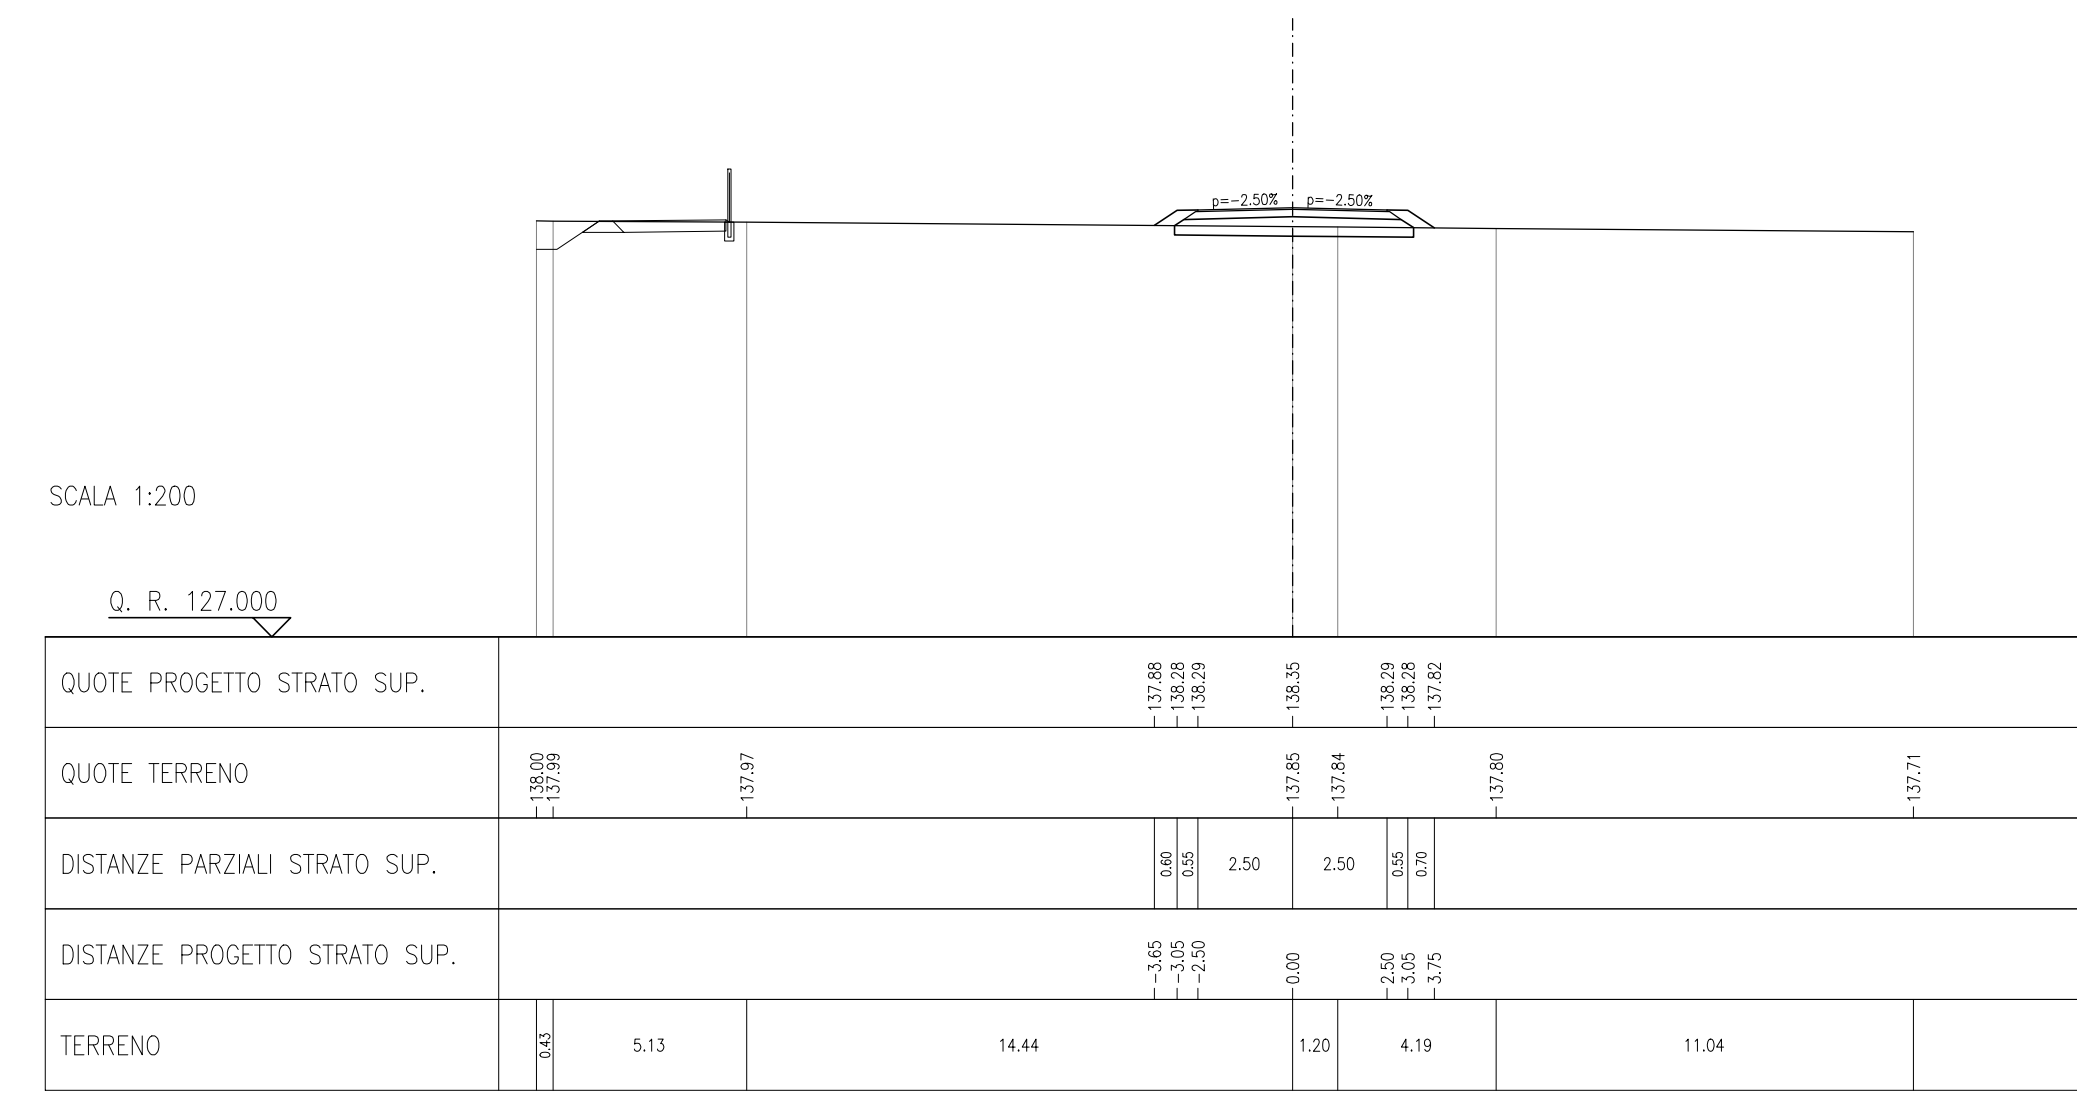 p=-2.50% p=-2.50%
SCALA 1:200
Q. R. 127.000
QUOTE PROGETTO STRATO SUP. 137.88 138.28 138.29 138.35 138.29 138.28 137.82
QUOTE TERRENO 138.00 137.99 137.97 137.85 137.84 137.80 137.71
DISTANZE PARZIALI STRATO SUP. 0.60 0.55 2.50 2.50 0.55 0.70
DISTANZE PROGETTO STRATO SUP. -3.65 -3.05 -2.50 0.00 2.50 3.05 3.75
TERRENO 0.43 5.13 14.44 1.20 4.19 11.04